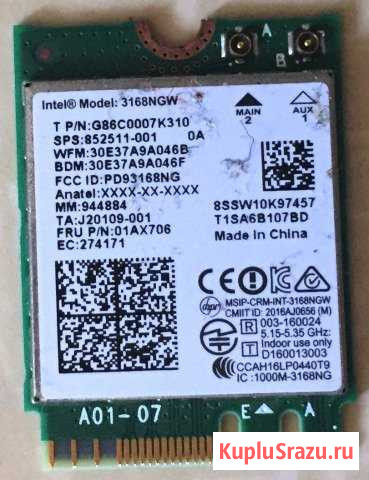 A
B
Intel® Model: 3168NGW
MAIN
2
AUX
1
T P/N:G86C0007K310
SPS:852511-001 0A
WFM:30E37A9A046B
BDM:30E37A9A046F
FCC ID:PD93168NG
Anatel:XXXX-XX-XXXX
MM:944884
TA:J20109-001
FRU P/N:01AX706
EC:274171
8SSW10K97457
T1SA6B107BD
Made in China
MSIP-CRM-INT-3168NGW
CMIIT ID: 2016AJ0656 (M)
R 003-160024
5.15-5.35 GHz:
Indoor use only
T D160013003
CCAH16LP0440T9
IC :1000M-3168NG
A01-07
E A
KupluSrazu.ru